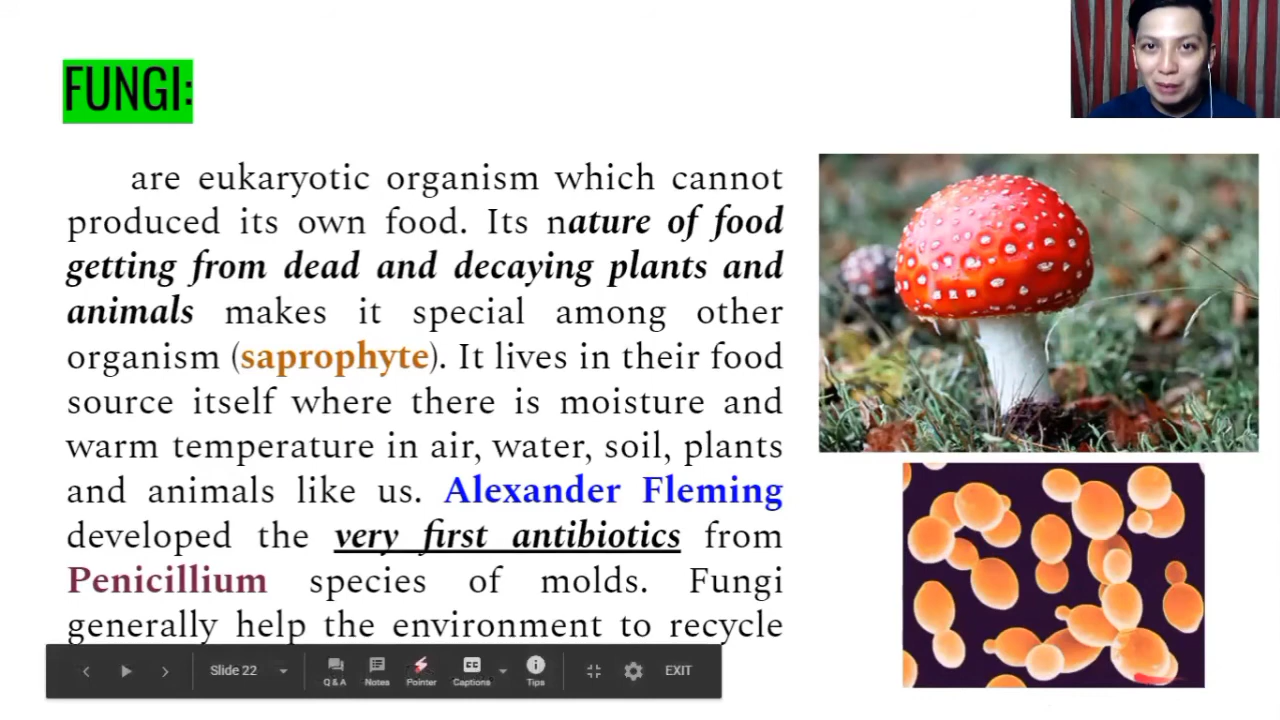 FUNGI:
are eukaryotic organism which cannot
produced its own food. Its nature of food
getting from dead and decaying plants and
animals makes it special among other
organism (saprophyte). It lives in their food
source itself where there is moisture and
warm temperature in air, water, soil, plants
and animals like us. Alexander Fleming
developed the very first antibiotics from
Penicillium species of molds. Fungi
generally help the environment to recycle
Slide 22
Q & A
Notes
Pointer
CC
Captions
Tips
EXIT